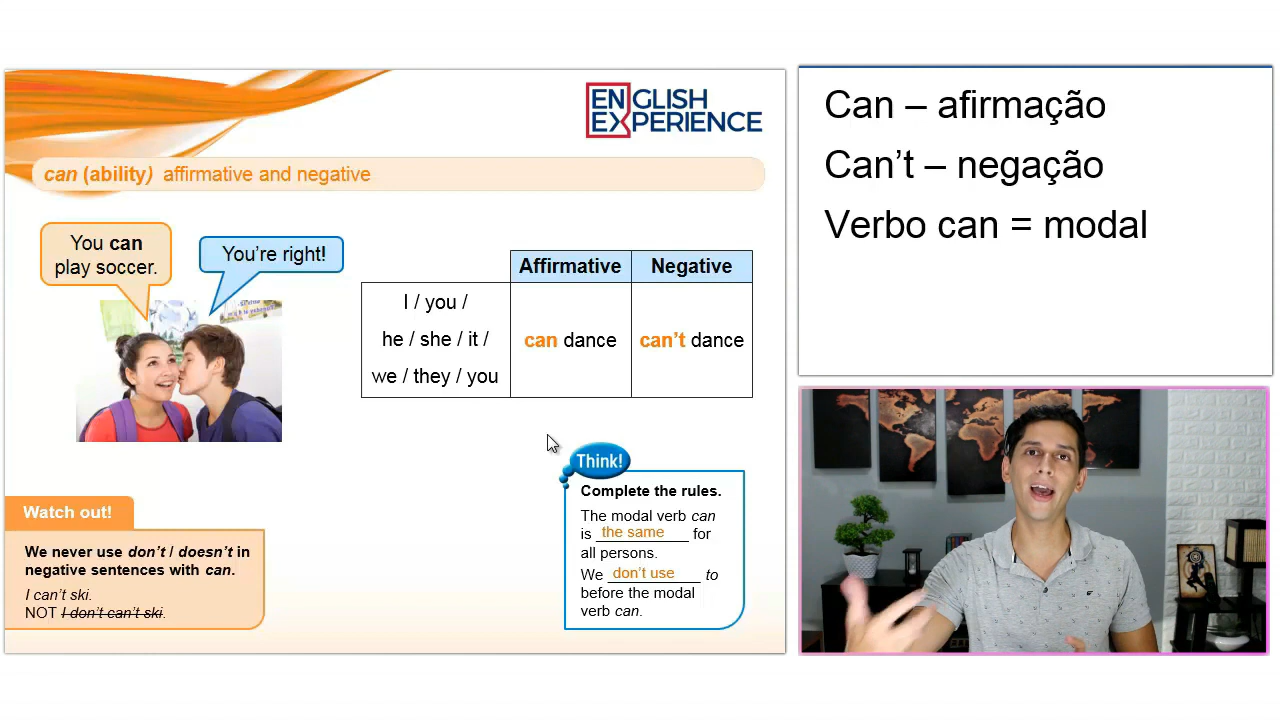 ENGLISH
EXPERIENCE
can (ability) affirmative and negative
You can
play soccer.
You're right!
Affirmative
Negative
I / you /
he / she / it /
we / they / you
can dance
can't dance
Think!
Complete the rules.
The modal verb can
is the same for
all persons.
We don't use to
before the modal
verb can.
Watch out!
We never use don't / doesn't in
negative sentences with can.
I can't ski.
NOT I don't can't ski.
Can – afirmação
Can't – negação
Verbo can = modal